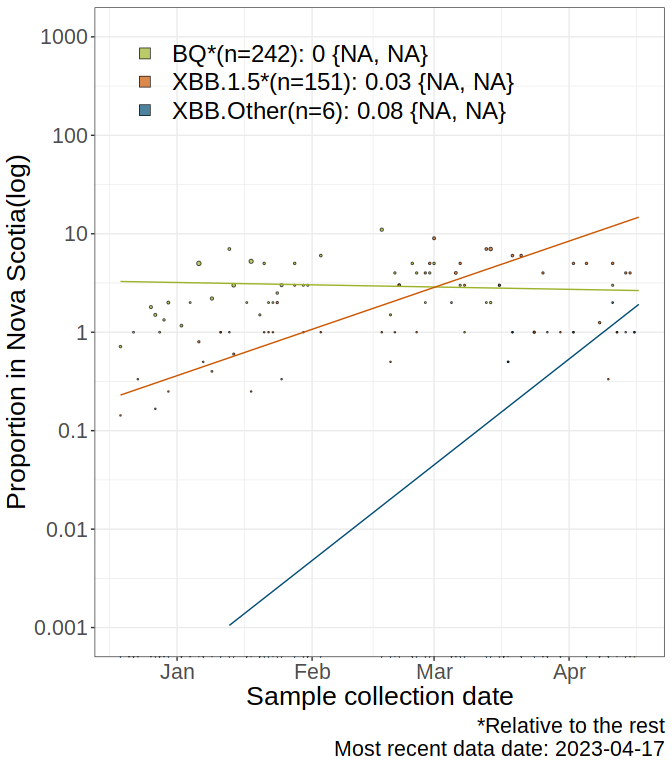 1000
100
10
1
0.1
0.01
0.001
Proportion in Nova Scotia(log)
BQ*(n=242): 0 {NA, NA}
XBB.1.5*(n=151): 0.03 {NA, NA}
XBB.Other(n=6): 0.08 {NA, NA}
Jan Feb Mar Apr
Sample collection date
*Relative to the rest
Most recent data date: 2023-04-17